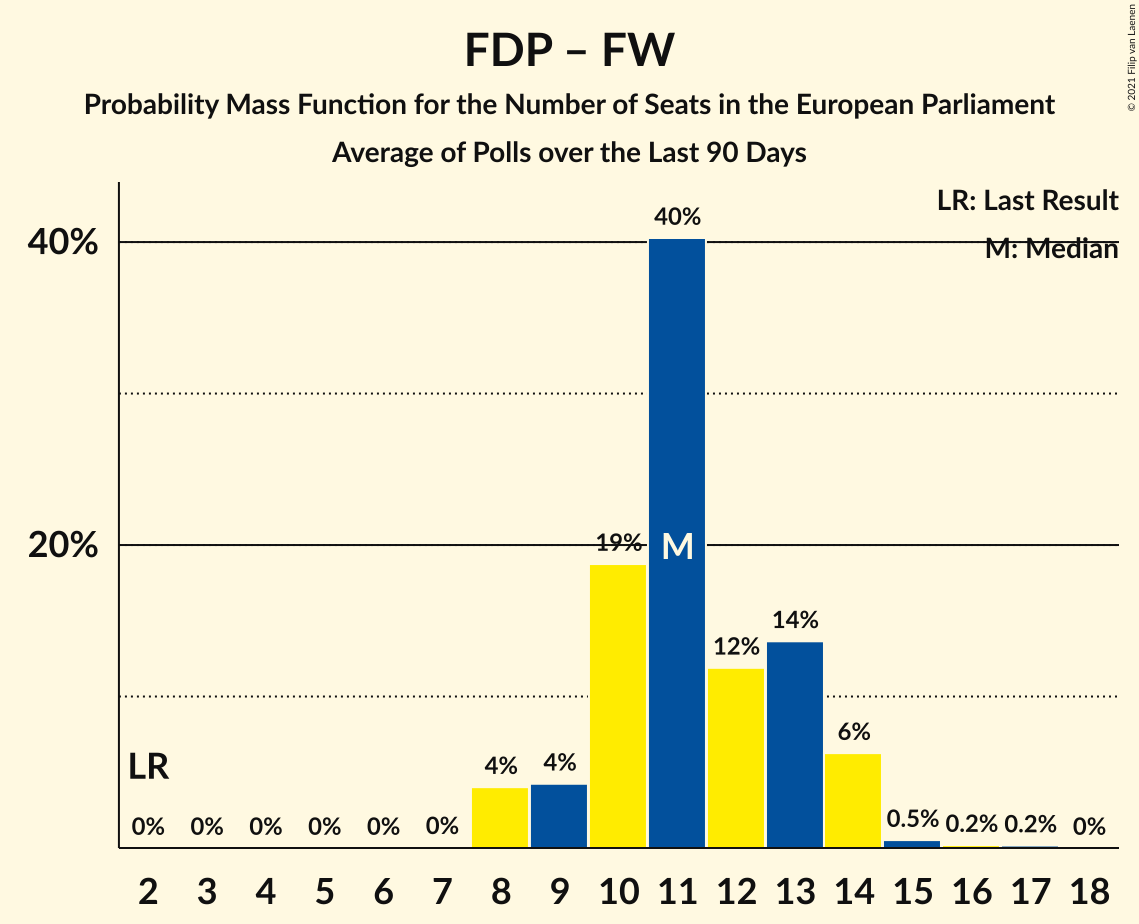 FDP – FW
Probability Mass Function for the Number of Seats in the European Parliament
Average of Polls over the Last 90 Days
© 2021 Filip van Laenen
LR: Last Result
M: Median
40%
20%
40%
19%
M
14%
12%
6%
4%
4%
LR
0%
0%
0%
0%
0%
0%
0.5%
0.2%
0.2%
0%
2 3 4 5 6 7 8 9 10 11 12 13 14 15 16 17 18